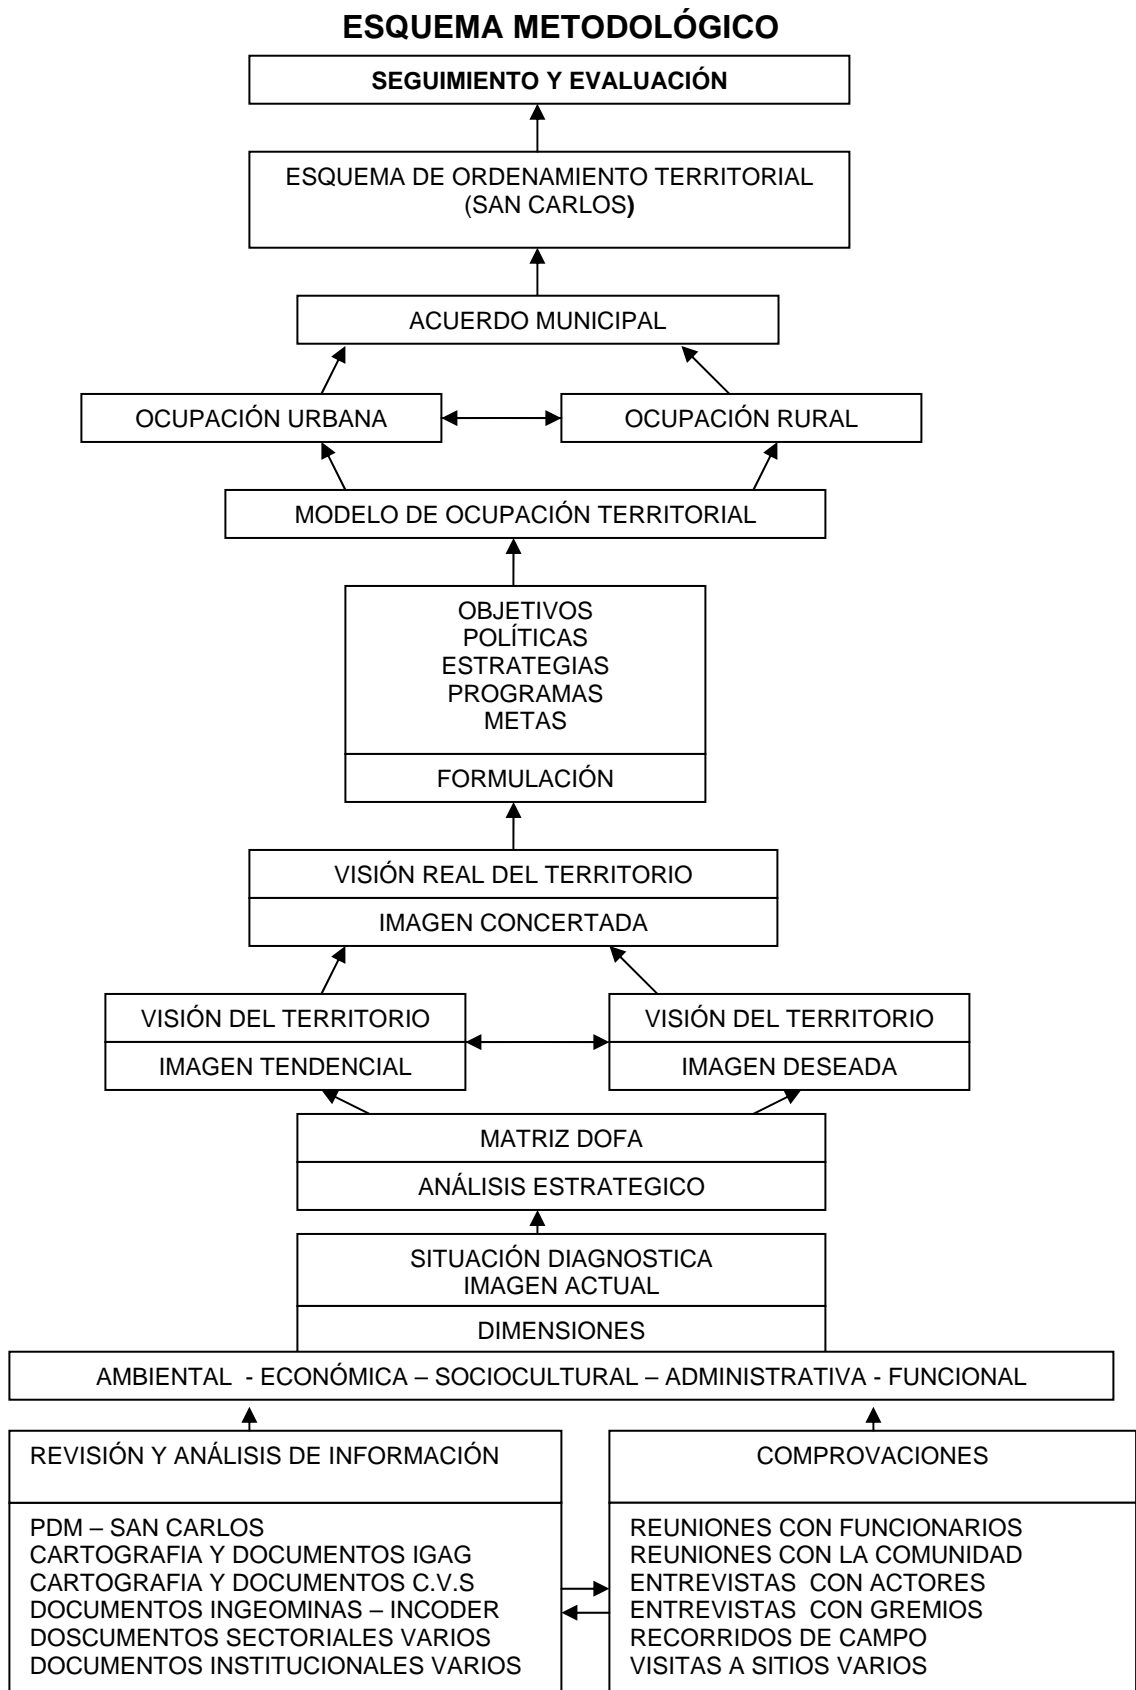 ESQUEMA METODOLÓGICO
SEGUIMIENTO Y EVALUACIÓN
ESQUEMA DE ORDENAMIENTO TERRITORIAL
(SAN CARLOS)
ACUERDO MUNICIPAL
OCUPACIÓN URBANA
OCUPACIÓN RURAL
MODELO DE OCUPACIÓN TERRITORIAL
OBJETIVOS
POLÍTICAS
ESTRATEGIAS
PROGRAMAS
METAS
FORMULACIÓN
VISIÓN REAL DEL TERRITORIO
IMAGEN CONCERTADA
VISIÓN DEL TERRITORIO
IMAGEN TENDENCIAL
VISIÓN DEL TERRITORIO
IMAGEN DESEADA
MATRIZ DOFA
ANÁLISIS ESTRATEGICO
SITUACIÓN DIAGNOSTICA
IMAGEN ACTUAL
DIMENSIONES
AMBIENTAL - ECONÓMICA – SOCIOCULTURAL – ADMINISTRATIVA - FUNCIONAL
REVISIÓN Y ANÁLISIS DE INFORMACIÓN
PDM – SAN CARLOS
CARTOGRAFIA Y DOCUMENTOS IGAG
CARTOGRAFIA Y DOCUMENTOS C.V.S
DOCUMENTOS INGEOMINAS – INCODER
DOSCUMENTOS SECTORIALES VARIOS
DOCUMENTOS INSTITUCIONALES VARIOS
COMPROVACIONES
REUNIONES CON FUNCIONARIOS
REUNIONES CON LA COMUNIDAD
ENTREVISTAS CON ACTORES
ENTREVISTAS CON GREMIOS
RECORRIDOS DE CAMPO
VISITAS A SITIOS VARIOS